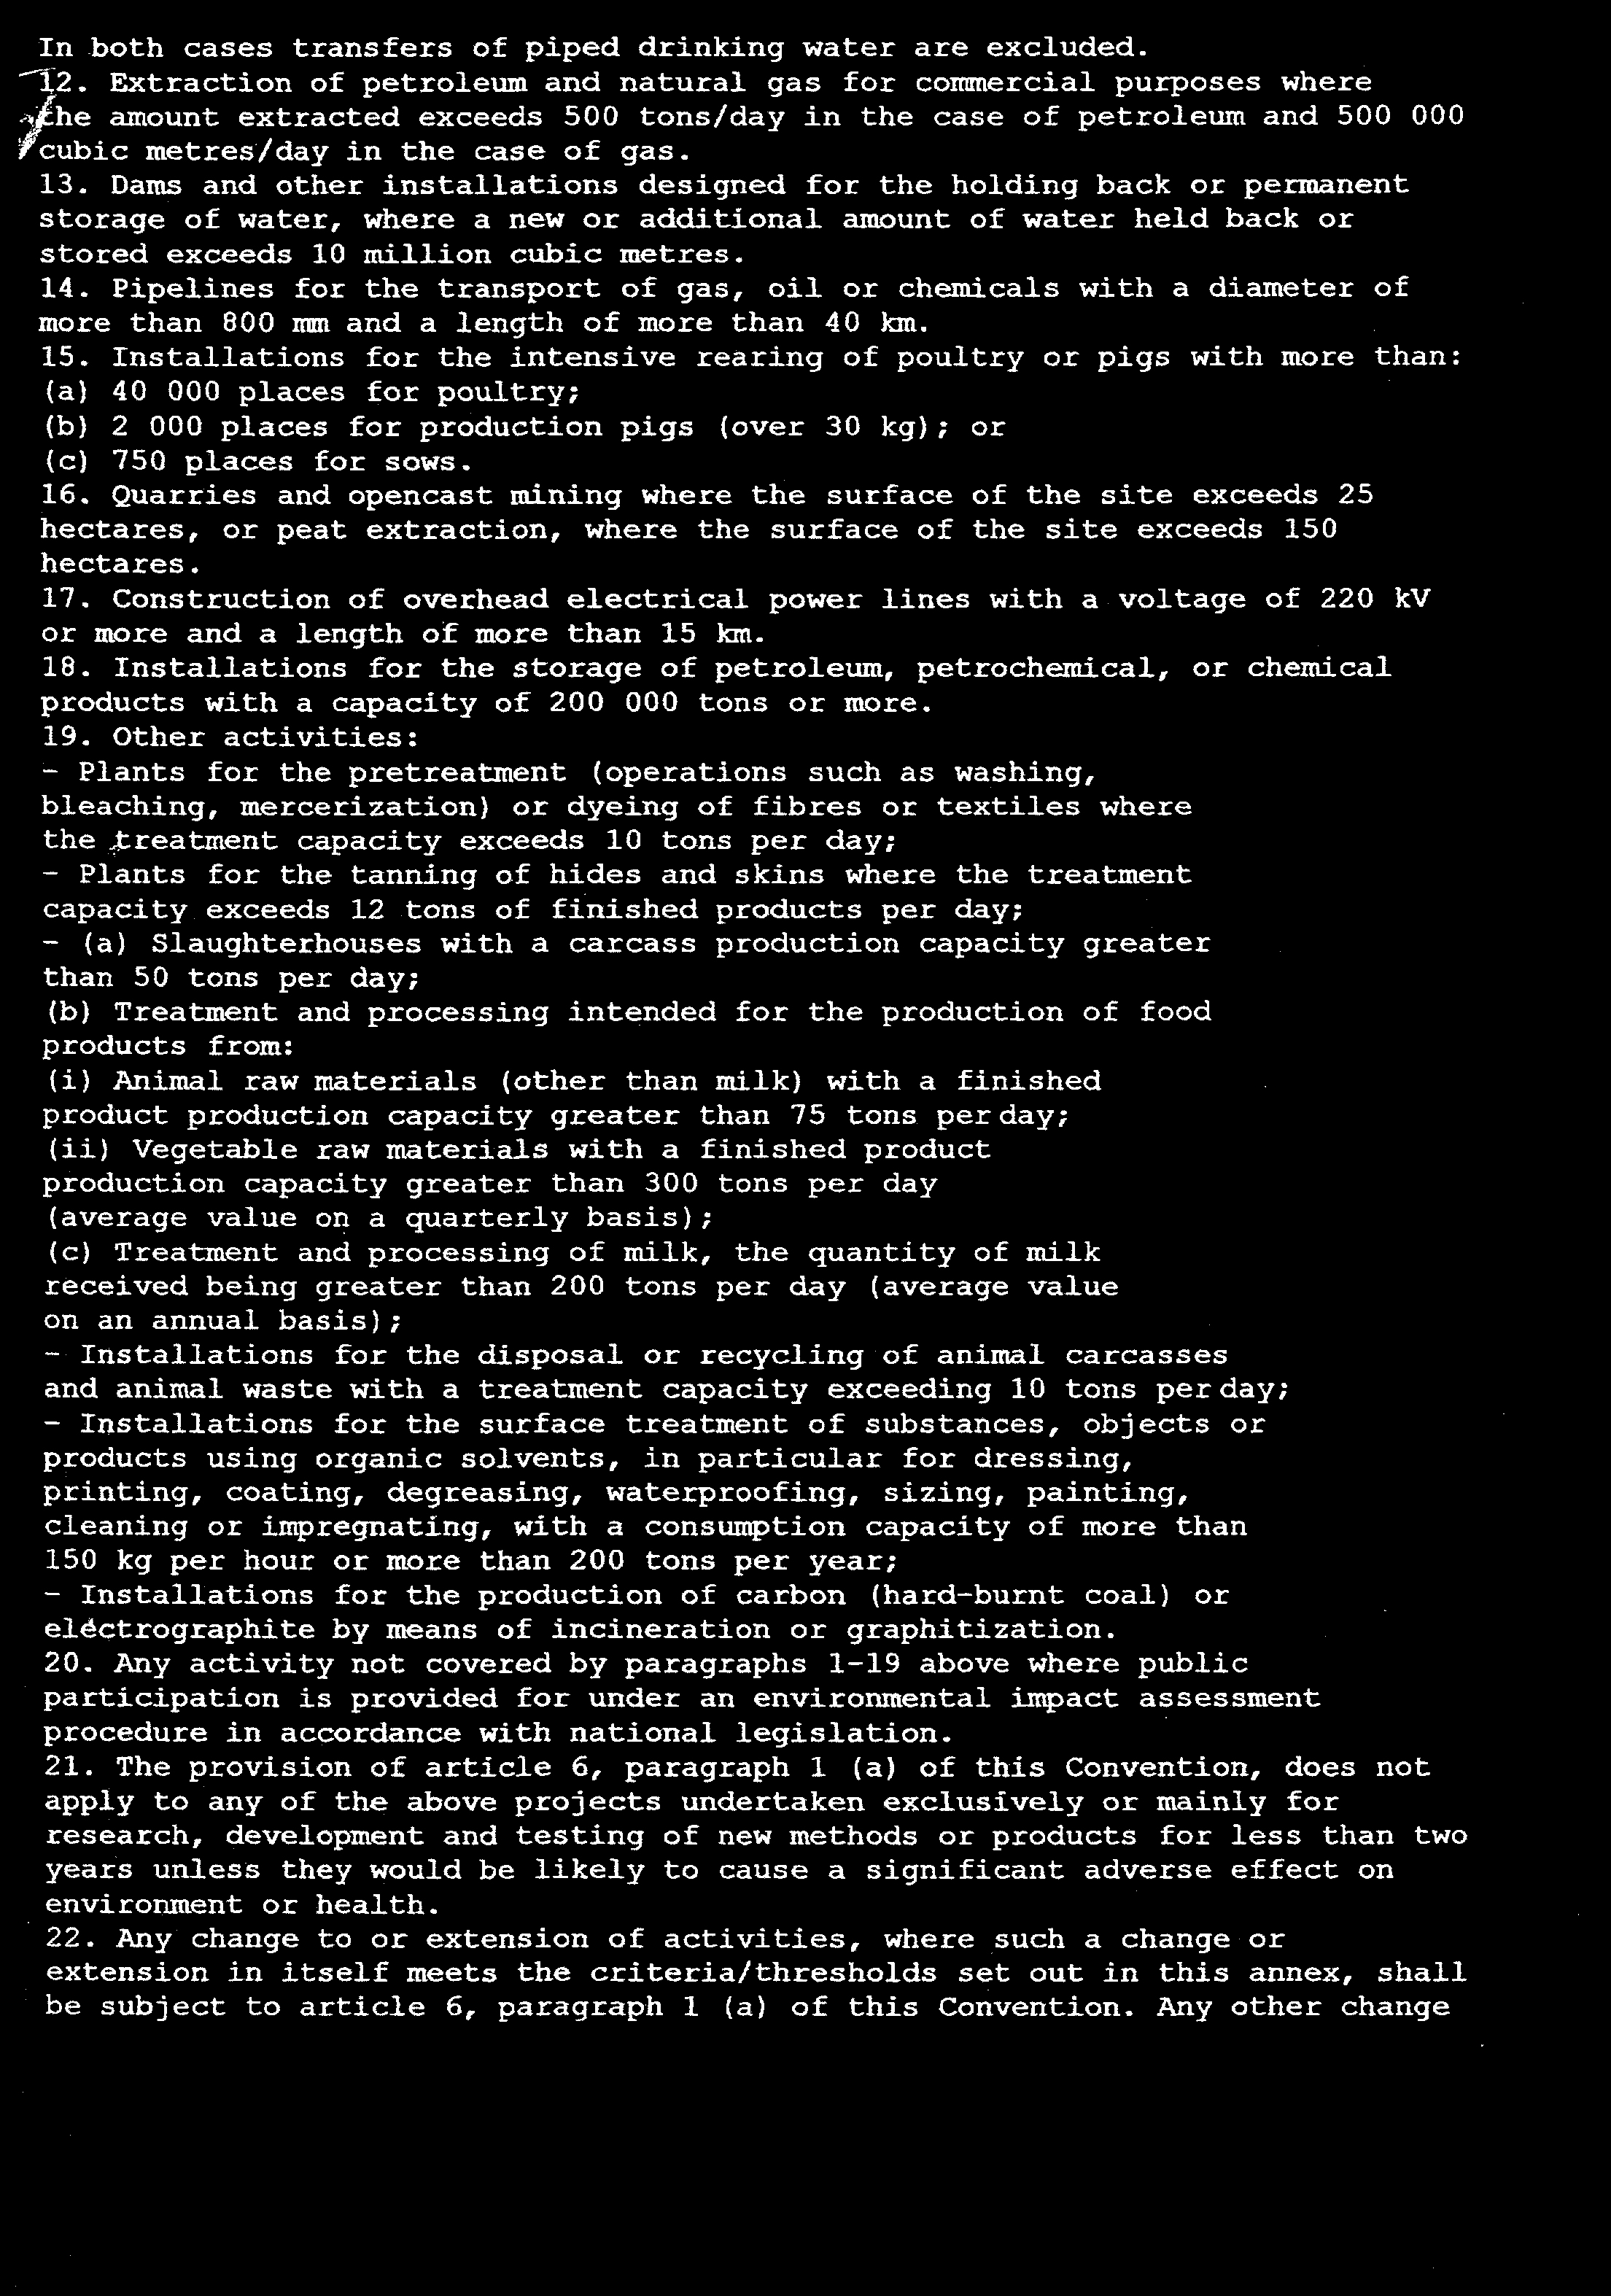 In both cases transfers of piped drinking water are excluded.
12. Extraction of petroleum and natural gas for commercial purposes where
the amount extracted exceeds 500 tons/day in the case of petroleum and 500 000
cubic metres/day in the case of gas.
13. Dams and other installations designed for the holding back or permanent
storage of water, where a new or additional amount of water held back or
stored exceeds 10 million cubic metres.
14. Pipelines for the transport of gas, oil or chemicals with a diameter of
more than 800 mm and a length of more than 40 km.
15. Installations for the intensive rearing of poultry or pigs with more than:
(a) 40 000 places for poultry;
(b) 2 000 places for production pigs (over 30 kg); or
(c) 750 places for sows.
16. Quarries and opencast mining where the surface of the site exceeds 25
hectares, or peat extraction, where the surface of the site exceeds 150
hectares.
17. Construction of overhead electrical power lines with a voltage of 220 kV
or more and a length of more than 15 km.
18. Installations for the storage of petroleum, petrochemical, or chemical
products with a capacity of 200 000 tons or more.
19. Other activities:
- Plants for the pretreatment (operations such as washing,
bleaching, mercerization) or dyeing of fibres or textiles where
the treatment capacity exceeds 10 tons per day;
- Plants for the tanning of hides and skins where the treatment
capacity exceeds 12 tons of finished products per day;
- (a) Slaughterhouses with a carcass production capacity greater
than 50 tons per day;
(b) Treatment and processing intended for the production of food
products from:
(i) Animal raw materials (other than milk) with a finished
product production capacity greater than 75 tons per day;
(ii) Vegetable raw materials with a finished product
production capacity greater than 300 tons per day
(average value on a quarterly basis);
(c) Treatment and processing of milk, the quantity of milk
received being greater than 200 tons per day (average value
on an annual basis);
- Installations for the disposal or recycling of animal carcasses
and animal waste with a treatment capacity exceeding 10 tons per day;
- Installations for the surface treatment of substances, objects or
products using organic solvents, in particular for dressing,
printing, coating, degreasing, waterproofing, sizing, painting,
cleaning or impregnating, with a consumption capacity of more than
150 kg per hour or more than 200 tons per year;
- Installations for the production of carbon (hard-burnt coal) or
electrographite by means of incineration or graphitization.
20. Any activity not covered by paragraphs 1-19 above where public
participation is provided for under an environmental impact assessment
procedure in accordance with national legislation.
21. The provision of article 6, paragraph 1 (a) of this Convention, does not
apply to any of the above projects undertaken exclusively or mainly for
research, development and testing of new methods or products for less than two
years unless they would be likely to cause a significant adverse effect on
environment or health.
22. Any change to or extension of activities, where such a change or
extension in itself meets the criteria/thresholds set out in this annex, shall
be subject to article 6, paragraph 1 (a) of this Convention. Any other change